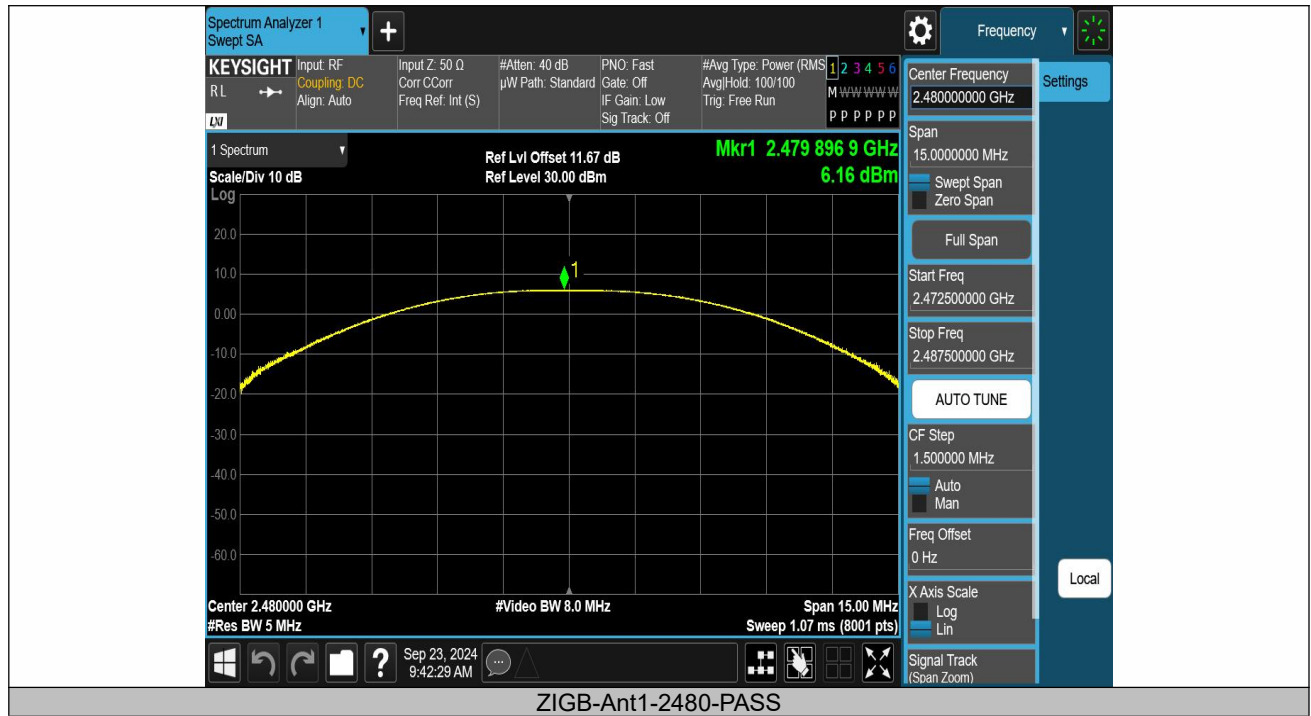 Spectrum Analyzer 1
Swept SA
+
Frequency
KEYSIGHT
R L
LXI
Input: RF
Coupling: DC
Align: Auto
Input Z: 50 Ω
Corr CCorr
Freq Ref: Int (S)
#Atten: 40 dB
µW Path: Standard
PNO: Fast
Gate: Off
IF Gain: Low
Sig Track: Off
#Avg Type: Power (RMS
Avg|Hold: 100/100
Trig: Free Run
1 2 3 4 5 6
M W W W W W
P P P P P P
1 Spectrum
Scale/Div 10 dB
Log
Ref Lvl Offset 11.67 dB
Ref Level 30.00 dBm
Mkr1 2.479 896 9 GHz
6.16 dBm
20.0
10.0
0.00
-10.0
-20.0
-30.0
-40.0
-50.0
-60.0
1
Center 2.480000 GHz
#Res BW 5 MHz
#Video BW 8.0 MHz
Span 15.00 MHz
Sweep 1.07 ms (8001 pts)
?
Sep 23, 2024
9:42:29 AM
Center Frequency
2.480000000 GHz
Settings
Span
15.0000000 MHz
Swept Span
Zero Span
Full Span
Start Freq
2.472500000 GHz
Stop Freq
2.487500000 GHz
AUTO TUNE
CF Step
1.500000 MHz
Auto
Man
Freq Offset
0 Hz
Local
X Axis Scale
Log
Lin
Signal Track
(Span Zoom)
ZIGB-Ant1-2480-PASS